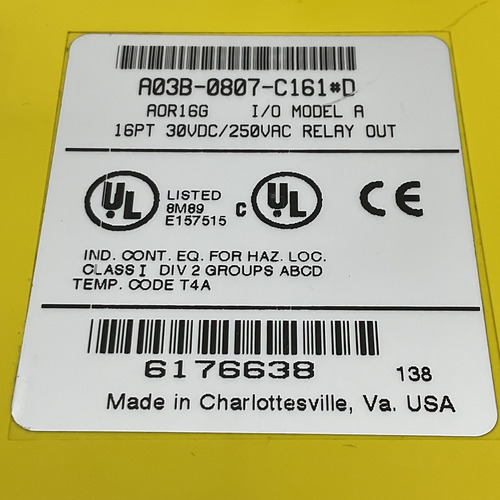 A03B-0807-C161*D
AOR16G I/O MODEL A
16PT 30VDC/250VAC RELAY OUT
UL LISTED
8M89
E157515
C UL CE
IND. CONT. EQ. FOR HAZ. LOC.
CLASS I DIV 2 GROUPS ABCD
TEMP. CODE T4A
6176638 138
Made in Charlottesville, Va. USA